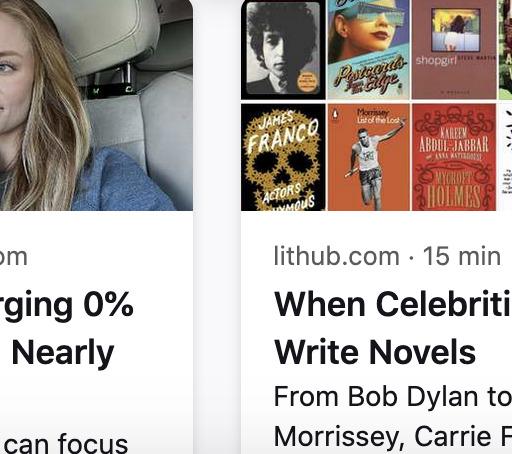 Postcards
from the
Edge
shopgirl STEVE MARTIN
JAMES
FRANCO
ACTORS
Morrissey
List of the Lost
KAREEM
ABDUL-JABBAR
AND ANNA WATERHOUSE
MYCROFT
HOLMES
om
rging 0%
Nearly
can focus
lithub.com · 15 min
When Celebriti
Write Novels
From Bob Dylan to
Morrissey, Carrie F